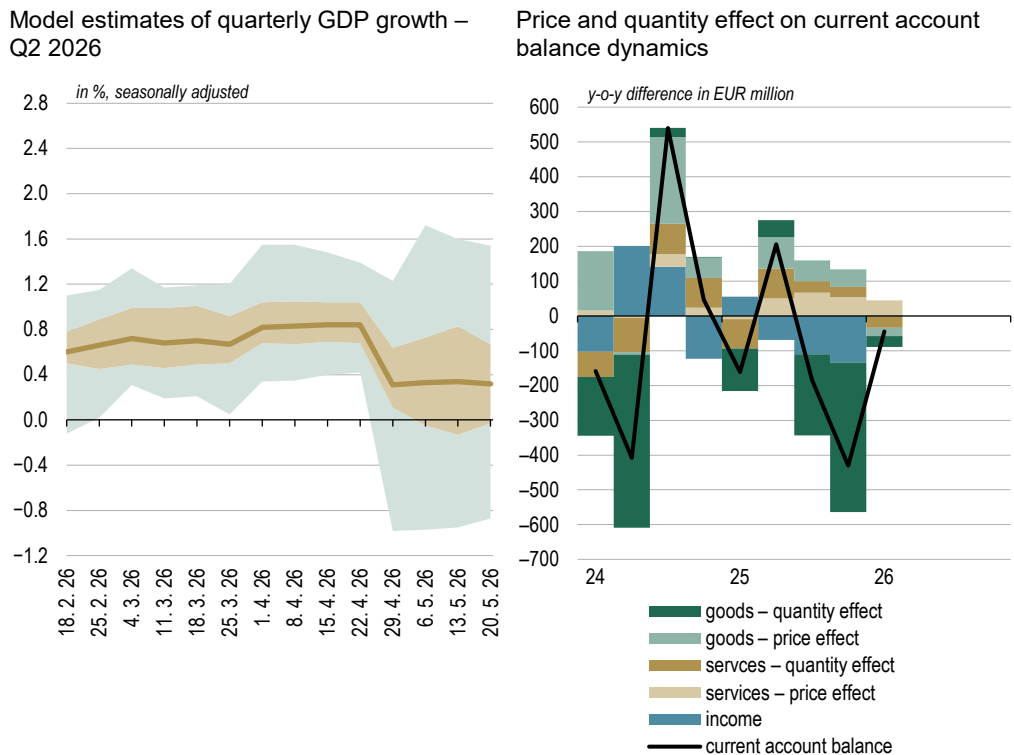 Model estimates of quarterly GDP growth –
Q2 2026
in %, seasonally adjusted
2.8
2.4
2.0
1.6
1.2
0.8
0.4
0.0
−0.4
−0.8
−1.2
18. 2. 26
25. 2. 26
4. 3. 26
11. 3. 26
18. 3. 26
25. 3. 26
1. 4. 26
8. 4. 26
15. 4. 26
22. 4. 26
29. 4. 26
6. 5. 26
13. 5. 26
20. 5. 26
Price and quantity effect on current account
balance dynamics
y-o-y difference in EUR million
600
500
400
300
200
100
0
–100
–200
–300
–400
–500
–600
–700
24
25
26
goods – quantity effect
goods – price effect
servces – quantity effect
services – price effect
income
current account balance